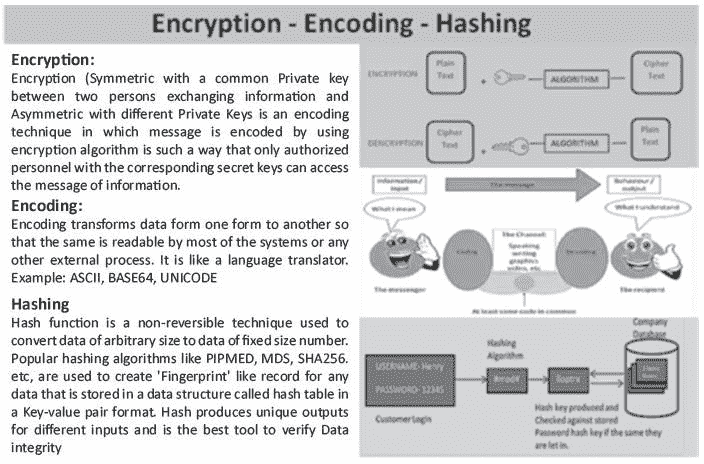 Encryption - Encoding - Hashing
Encryption:
Encryption (Symmetric with a common Private key
between two persons exchanging information and
Asymmetric with different Private Keys is an encoding
technique in which message is encoded by using
encryption algorithm is such a way that only authorized
personnel with the corresponding secret keys can access
the message of information.
Encoding:
Encoding transforms data form one form to another so
that the same is readable by most of the systems or any
other external process. It is like a language translator.
Example: ASCII, BASE64, UNICODE
Hashing
Hash function is a non-reversible technique used to
convert data of arbitrary size to data of fixed size number.
Popular hashing algorithms like PIPMED, MDS, SHA256.
etc, are used to create 'Fingerprint' like record for any
data that is stored in a data structure called hash table in
a Key-value pair format. Hash produces unique outputs
for different inputs and is the best tool to verify Data
integrity
ENCRYPTION
Plain
Text
+
ALGORITHM
Cipher
Text
DENCRYPTION
Cipher
Text
+
ALGORITHM
Plain
Text
Information/
Input
The message
Behaviour/
output
What I mean
What I understand
Coding
The Channel:
Speaking
writing
graphics
video, etc
Decoding
The messenger
The recipient
At least some code in common
Company
Database
Hashing
Algorithm
USERNAME- Henry
PASSWORD- 12345
Customer Login
Hash key produced and
Checked against stored
Password hash key if the same they
are let in.